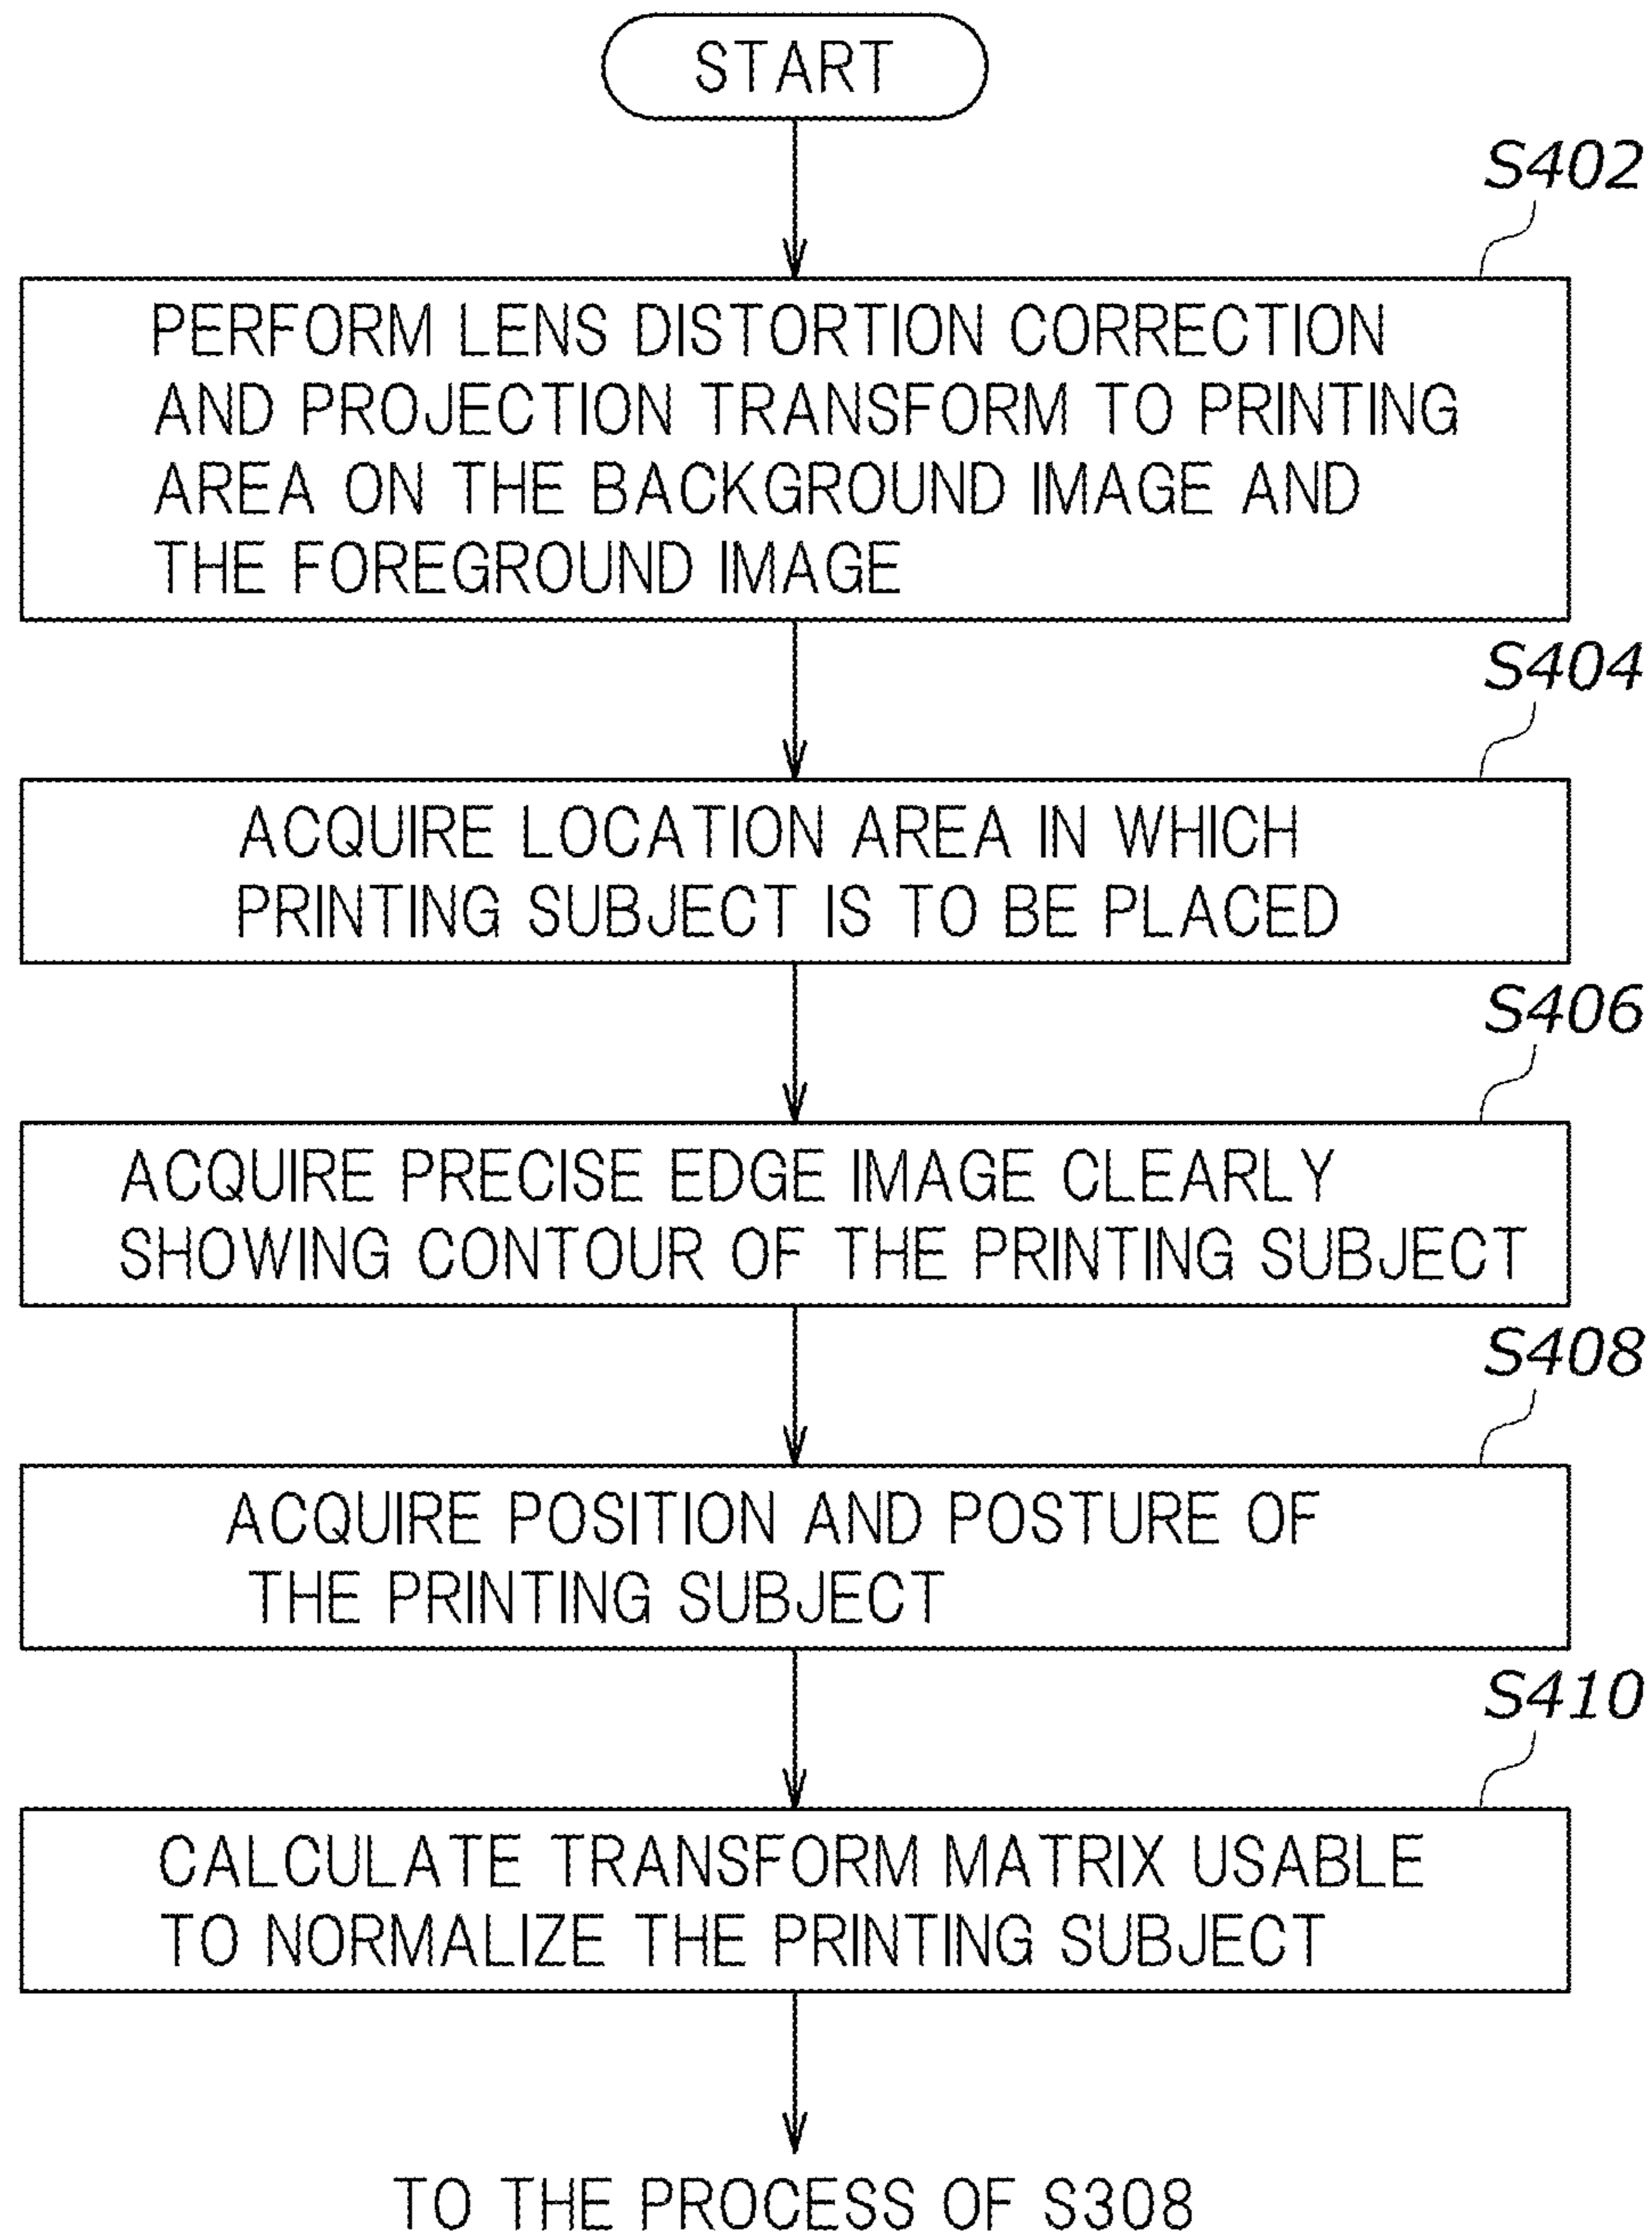 START
S402
PERFORM LENS DISTORTION CORRECTION
AND PROJECTION TRANSFORM TO PRINTING
AREA ON THE BACKGROUND IMAGE AND
THE FOREGROUND IMAGE
S404
ACQUIRE LOCATION AREA IN WHICH
PRINTING SUBJECT IS TO BE PLACED
S406
ACQUIRE PRECISE EDGE IMAGE CLEARLY
SHOWING CONTOUR OF THE PRINTING SUBJECT
S408
ACQUIRE POSITION AND POSTURE OF
THE PRINTING SUBJECT
S410
CALCULATE TRANSFORM MATRIX USABLE
TO NORMALIZE THE PRINTING SUBJECT
TO THE PROCESS OF S308